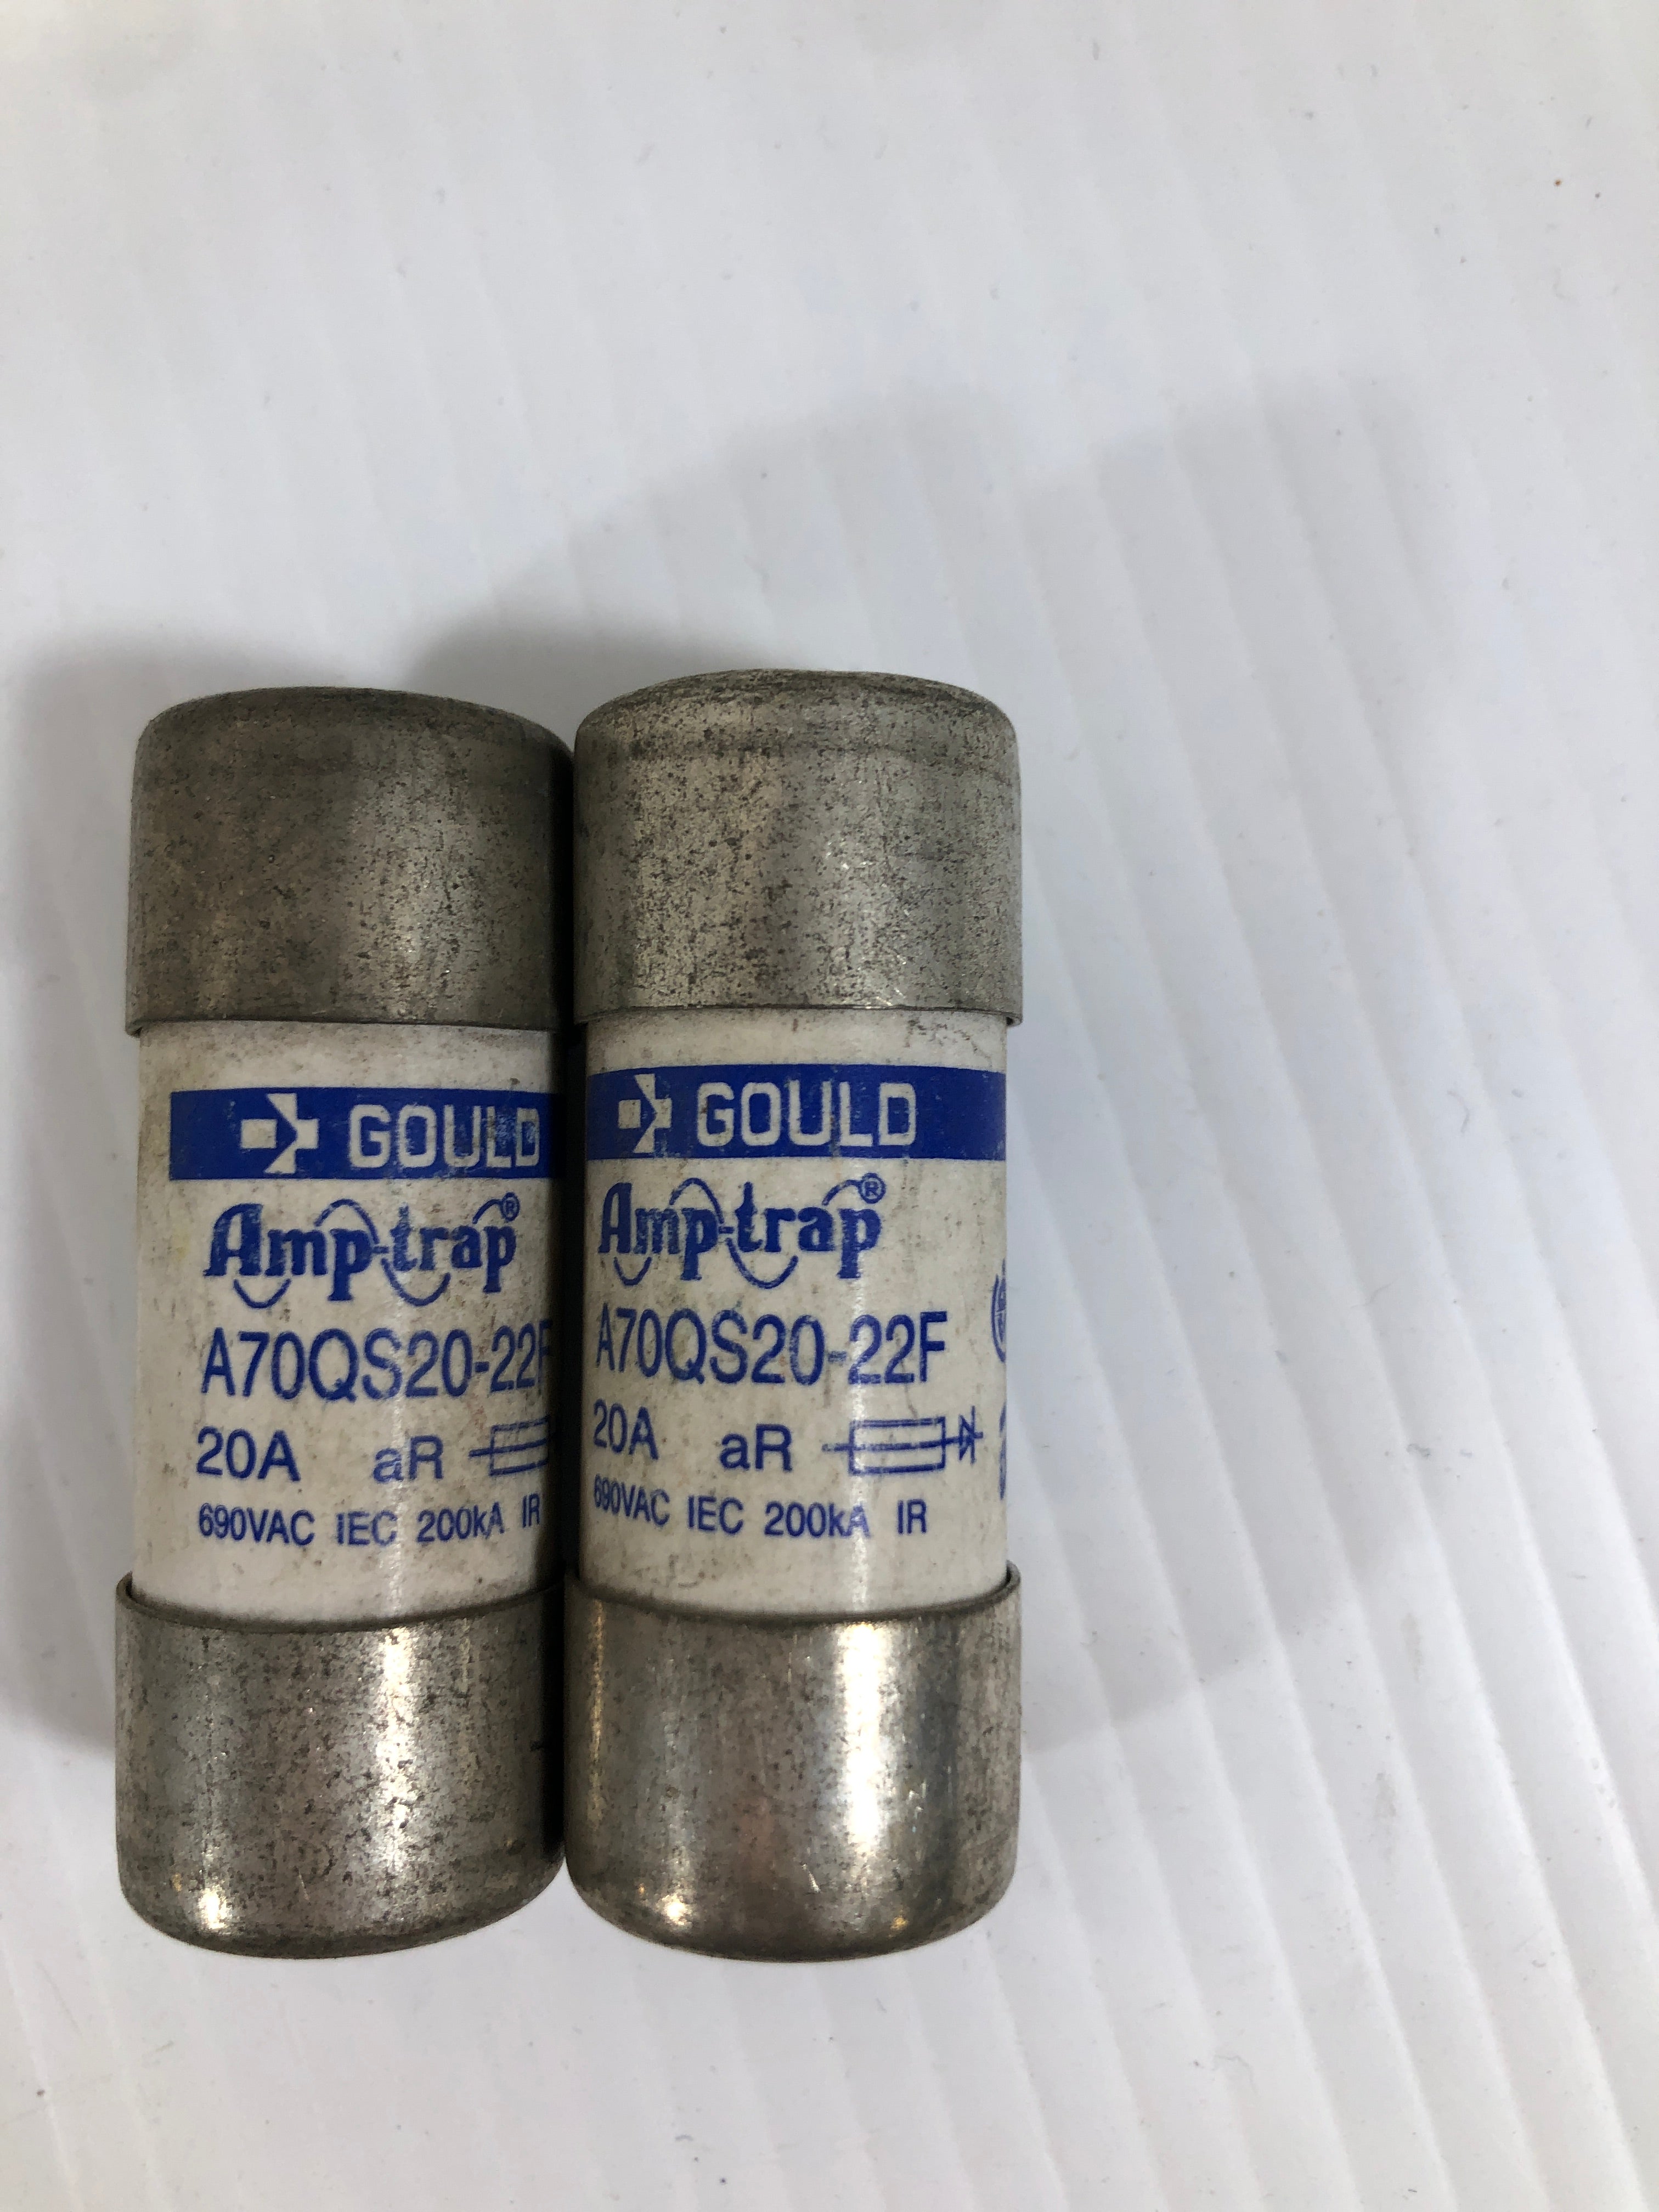 GOULD
Amp-trap®
A70QS20-22F
20A aR
690VAC IEC 200kA IR
GOULD
Amp-trap®
A70QS20-22F
20A aR
690VAC IEC 200kA IR